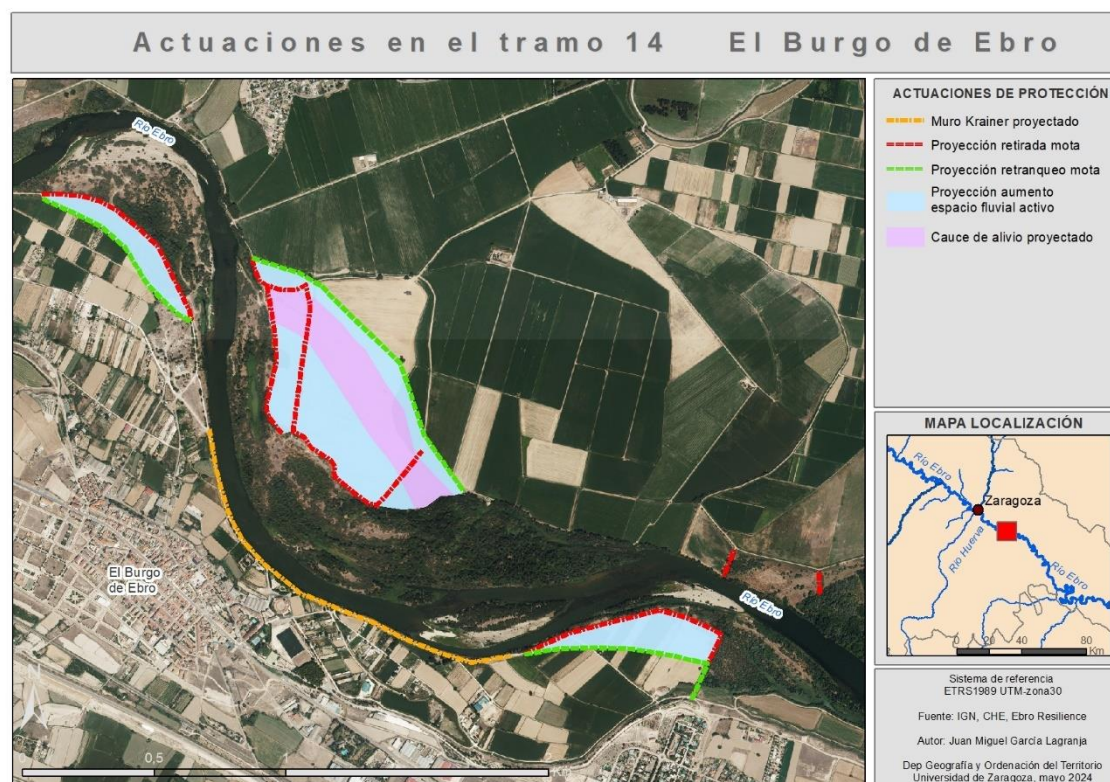 Actuaciones en el tramo 14 El Burgo de Ebro
Río Ebro
El Burgo
de Ebro
Río Ebro
0,5
ACTUACIONES DE PROTECCIÓN
Muro Krainer proyectado
Proyección retirada mota
Proyección retranqueo mota
Proyección aumento
espacio fluvial activo
Cauce de alivio proyectado
MAPA LOCALIZACIÓN
Río Ebro
Zaragoza
Río Huerva
Río Ebro
0 20 40 80
Km
Sistema de referencia
ETRS1989 UTM-zona30
Fuente: IGN, CHE, Ebro Resilience
Autor: Juan Miguel García Lagranja
Dep Geografía y Ordenación del Territorio
Universidad de Zaragoza, mayo 2024